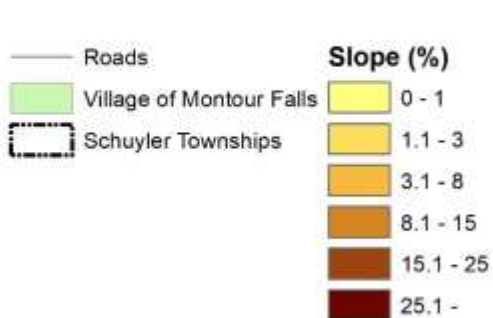 Roads
Village of Montour Falls
Schuyler Townships
Slope (%)
0 - 1
1.1 - 3
3.1 - 8
8.1 - 15
15.1 - 25
25.1 -